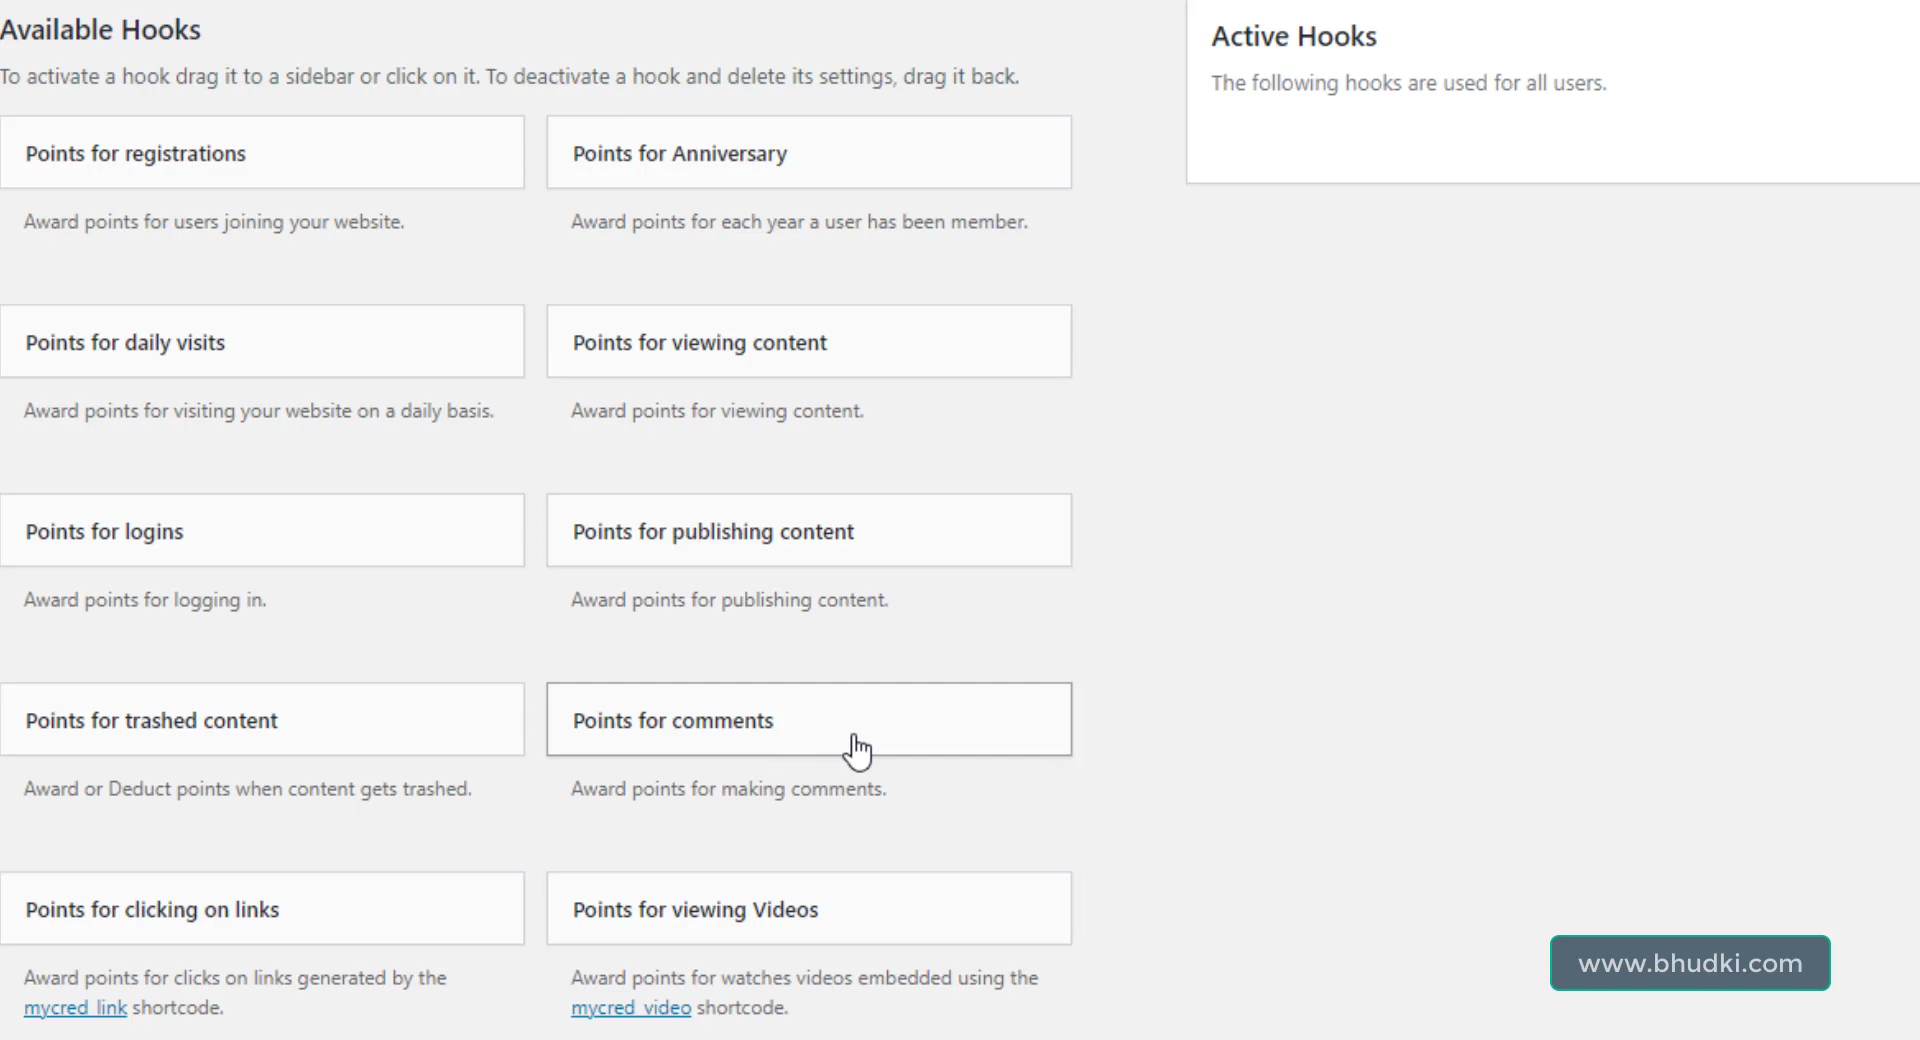 Available Hooks
To activate a hook drag it to a sidebar or click on it. To deactivate a hook and delete its settings, drag it back.
Points for registrations
Award points for users joining your website.
Points for Anniversary
Award points for each year a user has been member.
Points for daily visits
Award points for visiting your website on a daily basis.
Points for viewing content
Award points for viewing content.
Points for logins
Award points for logging in.
Points for publishing content
Award points for publishing content.
Points for trashed content
Award or Deduct points when content gets trashed.
Points for comments
Award points for making comments.
Points for clicking on links
Award points for clicks on links generated by the
mycred_link shortcode.
Points for viewing Videos
Award points for watches videos embedded using the
mycred_video shortcode.
Active Hooks
The following hooks are used for all users.
www.bhudki.com